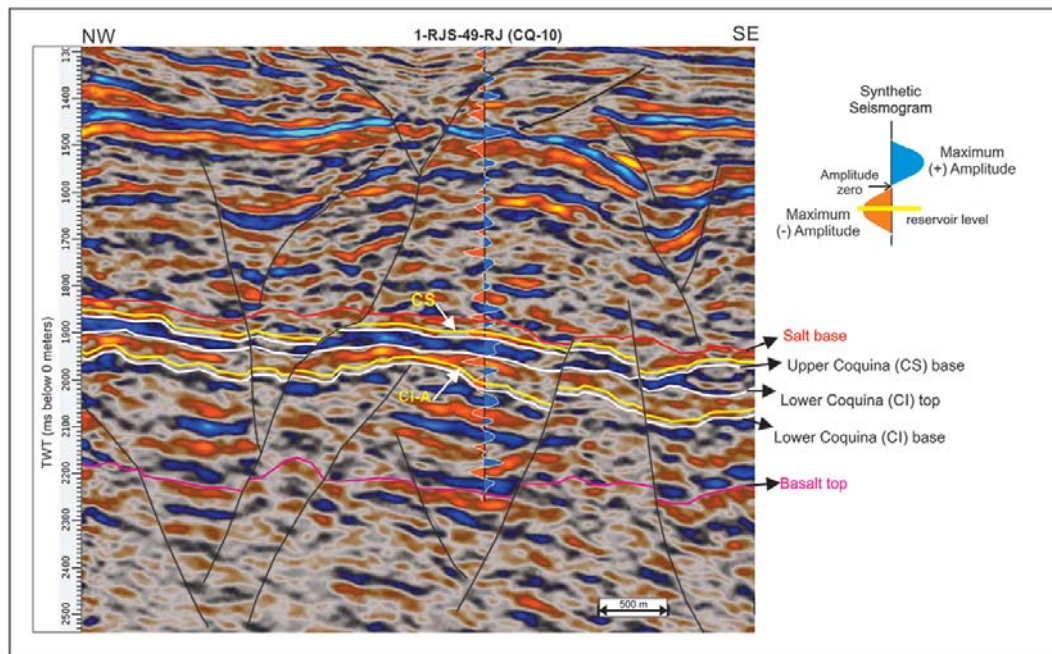 1-RJS-49-RJ (CQ-10)
NW
SE
1400
1500
1600
1700
1800
1900
2000
2100
2200
2300
2400
2500
TWT (ms below 0 meters)
CS
CI-A
500 m
Synthetic
Seismogram
Maximum
(+) Amplitude
Amplitude
zero
Maximum
(-) Amplitude
reservoir level
Salt base
Upper Coquina (CS) base
Lower Coquina (CI) top
Lower Coquina (CI) base
Basalt top